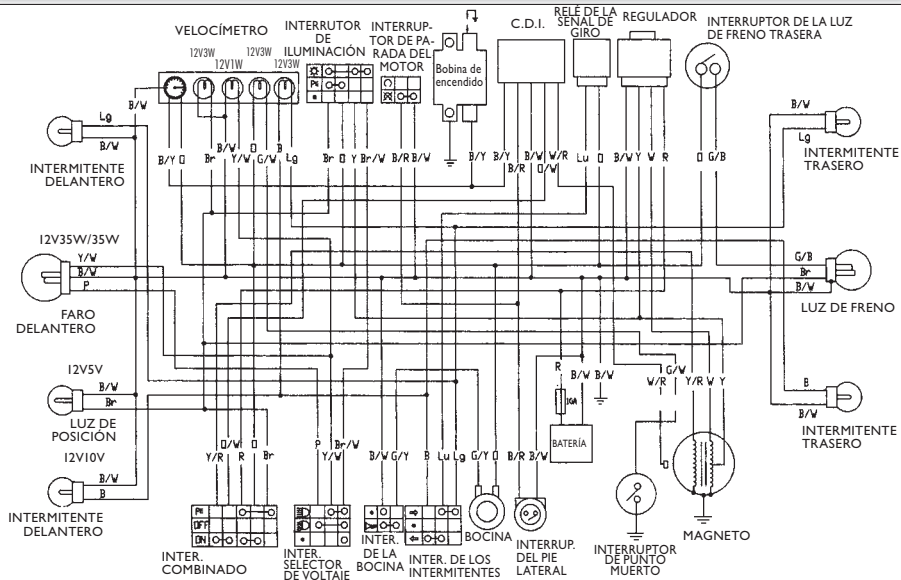 VELOCÍMETRO
12V3W
12V1W
12V3W
12V3W
INTERRUTOR
DE
ILUMINACIÓN
INTERRUP-
TOR DE PA-
RADA DEL
MOTOR
Bobina de
encendido
C.D.I.
RELÉ DE LA
SEÑAL DE
GIRO
REGULADOR
INTERRUPTOR DE LA LUZ
DE FRENO TRASERA
Lg
B/W
INTERMITENTE
DELANTERO
B/W
B/Y O Br B/W Y/W O G/W B Lg
Br O Y Br/W
B/R B/W
B/Y
B/Y B/R B/W O/W W/R
Lu O
B/W Y W R
O G/B
B/W
Lg
INTERMITENTE
TRASERO
12V35W/35W
Y/W
B/W
P
FARO
DELANTERO
G/B
Br
B/W
LUZ DE FRENO
12V5V
B/W
Br
LUZ DE
POSICIÓN
12V10V
B/W
B
INTERMITENTE
DELANTERO
B
B/W
INTERMITENTE
TRASERO
R
B/W B/W
10A
BATERÍA
W/R G/W Y/R W Y
Y/R O/W R O Br
P Y/W Br/W
B/W G/Y
B Lu Lg
G/Y O
B/R B/W
P
OFF
ON
INTER.
COMBINADO
INTER.
SELECTOR
DE VOLTAJE
INTER.
DE LA
BOCINA
INTER. DE LOS
INTERMITENTES
BOCINA
INTERRUP.
DEL PIE
LATERAL
INTERRUPTOR
DE PUNTO
MUERTO
MAGNETO